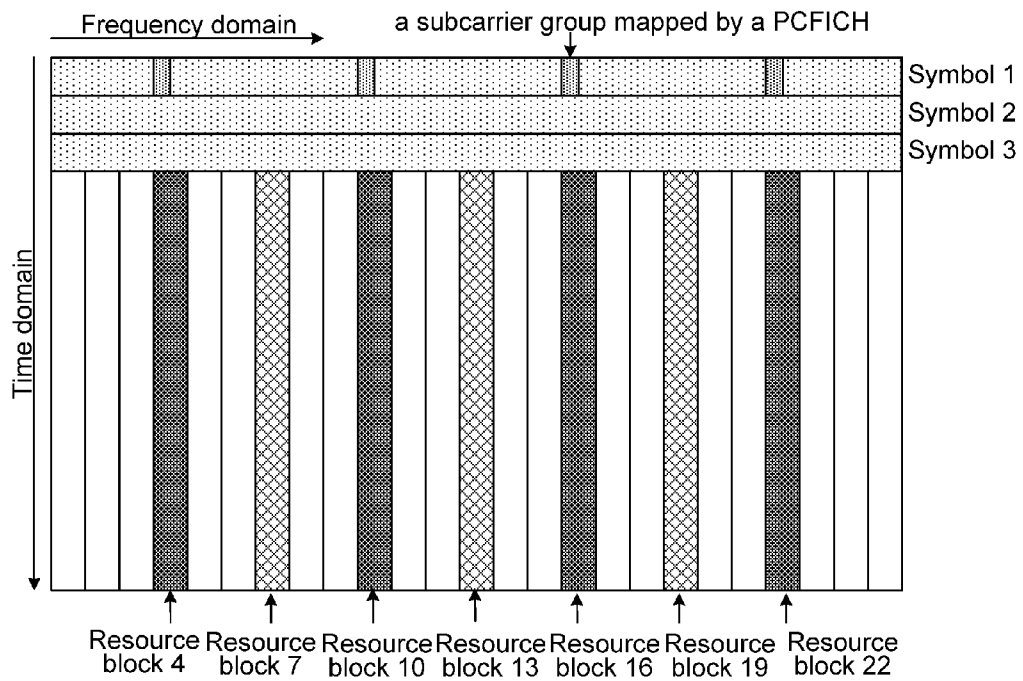 Frequency domain
a subcarrier group mapped by a PCFICH
Symbol 1
Symbol 2
Symbol 3
Time domain
Resource
block 4
Resource
block 7
Resource
block 10
Resource
block 13
Resource
block 16
Resource
block 19
Resource
block 22